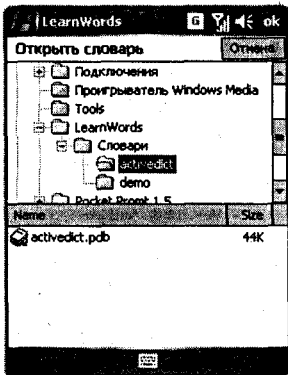 LearnWords G ok
Открыть словарь Отмена
Подключения
Проигрыватель Windows Media
Tools
LearnWords
Словари
activedict
demo
Pocket Promt 1.5
Name Size
activedict.pdb 44K